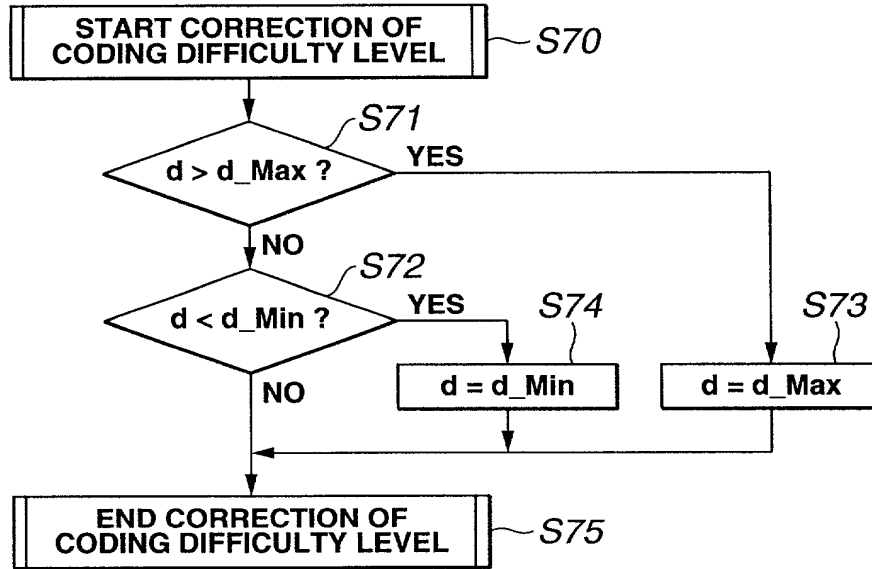 START CORRECTION OF
CODING DIFFICULTY LEVEL
S70
S71
d > d_Max ?
YES
NO
S72
d < d_Min ?
YES
S74
S73
NO
d = d_Min
d = d_Max
END CORRECTION OF
CODING DIFFICULTY LEVEL
S75